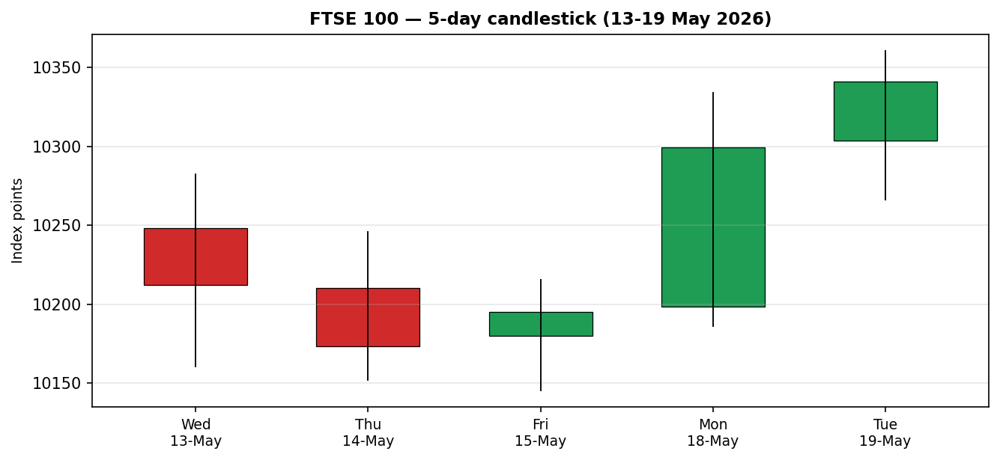 FTSE 100 — 5-day candlestick (13-19 May 2026)
Index points
10350
10300
10250
10200
10150
Wed
13-May
Thu
14-May
Fri
15-May
Mon
18-May
Tue
19-May